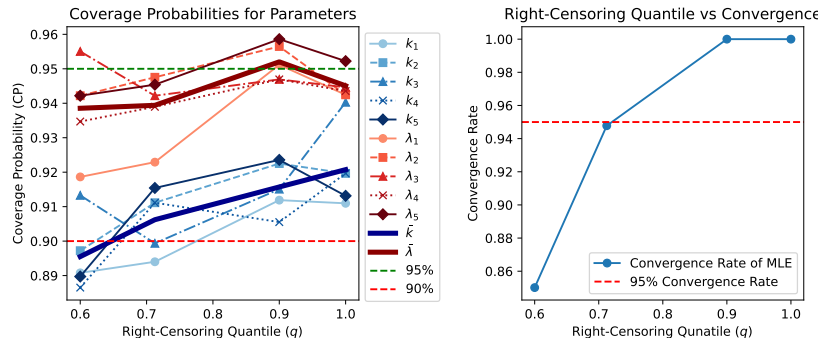 Coverage Probabilities for Parameters
Coverage Probability (CP)
0.96
0.95
0.94
0.93
0.92
0.91
0.90
0.89
0.6
0.7
0.8
0.9
1.0
Right-Censoring Quantile (q)
k1
k2
k3
k4
k5
λ1
λ2
λ3
λ4
λ5
k̄
λ̄
95%
90%
Right-Censoring Quantile vs Convergence
Convergence Rate
1.00
0.98
0.96
0.94
0.92
0.90
0.88
0.86
0.6
0.7
0.8
0.9
1.0
Right-Censoring Qunatile (q)
Convergence Rate of MLE
95% Convergence Rate